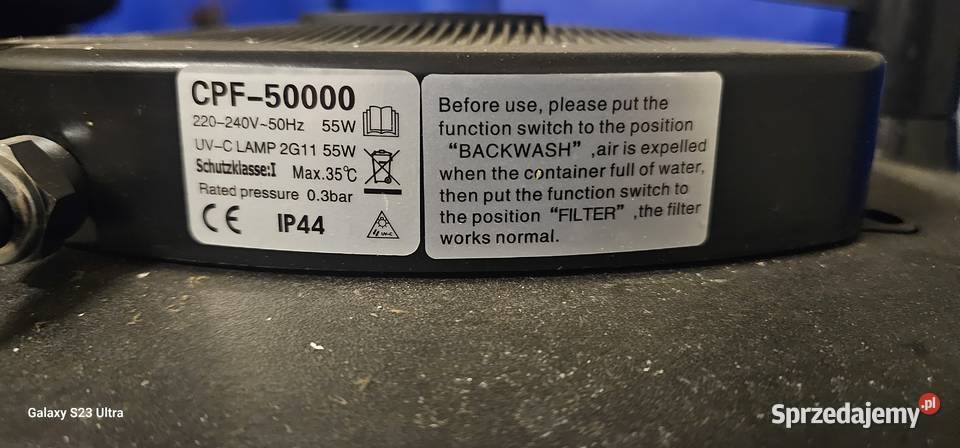 CPF-50000
220-240V~50Hz 55W
UV-C LAMP 2G11 55W
Schutzklasse:I Max.35℃
Rated pressure 0.3bar
CE IP44
UV-C
Before use, please put the
function switch to the position
“BACKWASH” ,air is expelled
when the container full of water,
then put the function switch to
the position “FILTER” ,the filter
works normal.
Galaxy S23 Ultra
Sprzedajemy.pl